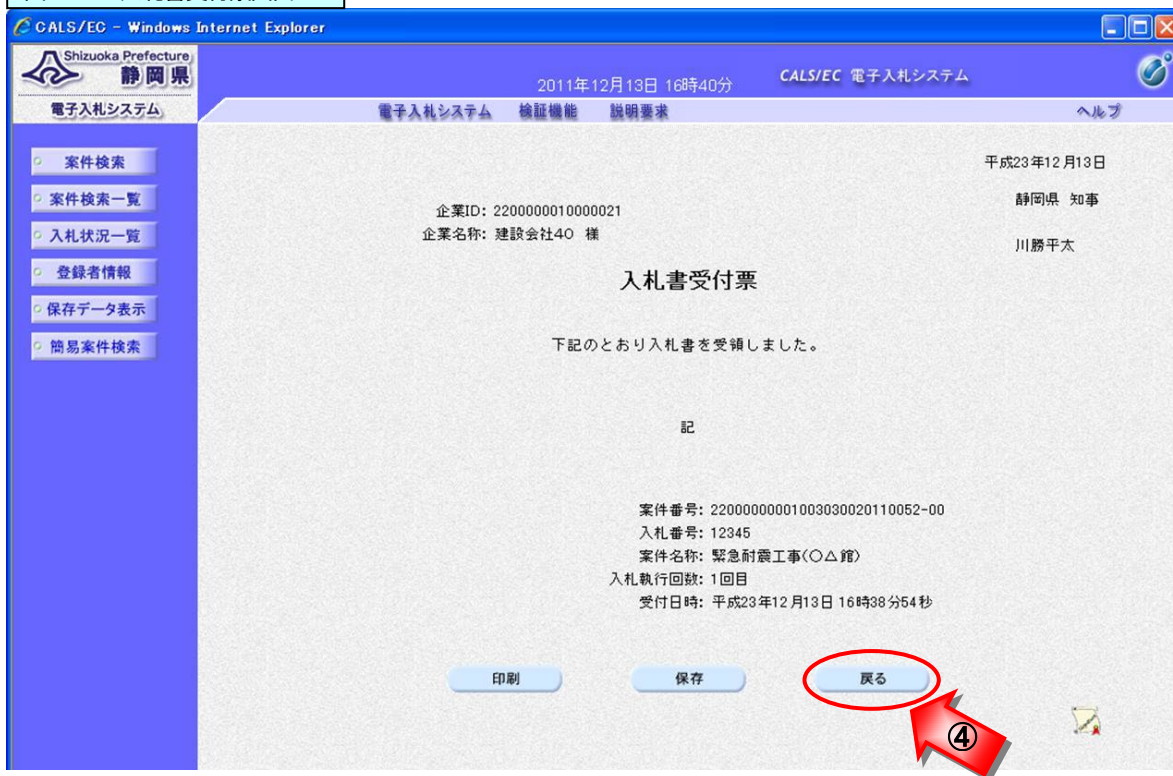 CALS/EC - Windows Internet Explorer
Shizuoka Prefecture
静岡県
電子入札システム
2011年12月13日 16時40分
CALS/EC 電子入札システム
電子入札システム 検証機能 説明要求 ヘルプ
案件検索
案件検索一覧
入札状況一覧
登録者情報
保存データ表示
簡易案件検索
平成23年12月13日
静岡県 知事
企業ID: 2200000010000021
企業名称: 建設会社40 様
川勝平太
入札書受付票
下記のとおり入札書を受領しました。
記
案件番号: 22000000001003030020110052-00
入札番号: 12345
案件名称: 緊急耐震工事(○△館)
入札執行回数: 1回目
受付日時: 平成23年12月13日 16時38分54秒
印刷 保存 戻る
④